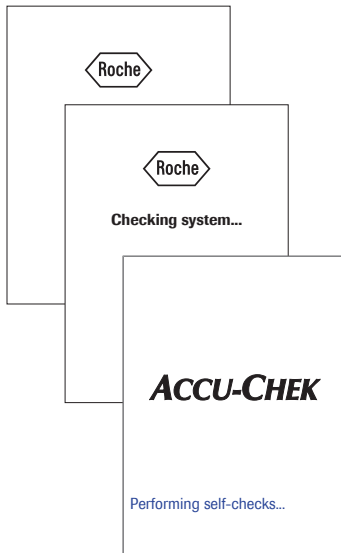 Roche
Roche
Checking system...
ACCU-CHEK
Performing self-checks...